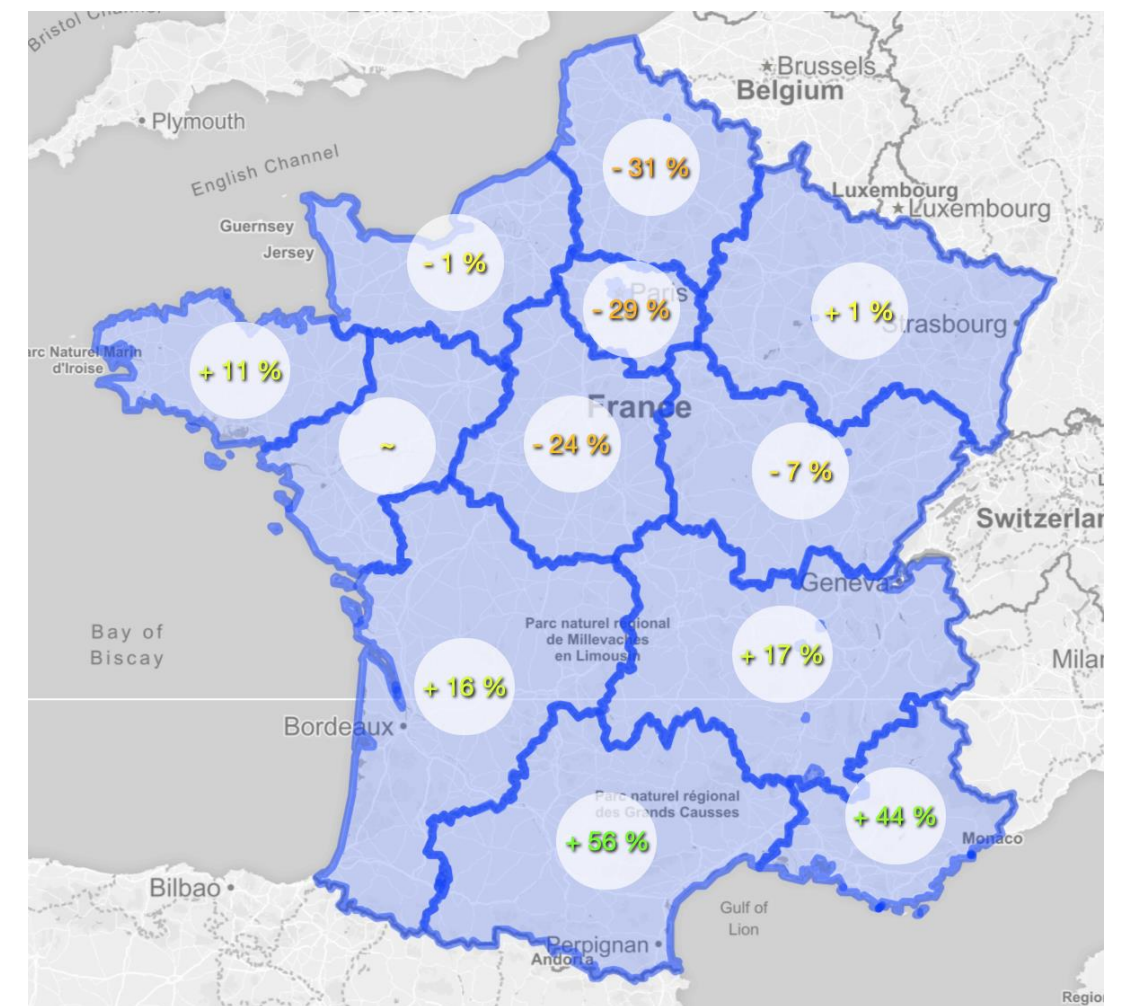 Bristol Channel
Brussels
Belgium
Plymouth
English Channel
- 31 %
Luxembourg
Luxembourg
Guernsey
Jersey
- 1 %
Paris
- 29 %
+ 1 %
Strasbourg
Parc Naturel Marin
d'Iroise
+ 11 %
France
~
- 24 %
- 7 %
Switzerlar
Geneva
Bay of
Biscay
Parc naturel régional
de Millevaches
en Limousin
+ 17 %
Milar
+ 16 %
Bordeaux
Parc naturel régional
des Grands Causses
+ 44 %
Monaco
+ 56 %
Bilbao
Gulf of
Lion
Perpignan
Andorra
Regio